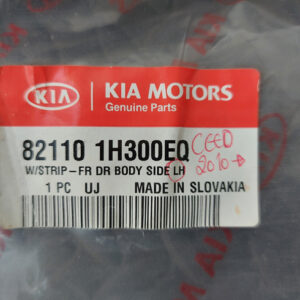 KIA
KIA MOTORS
Genuine Parts
82110 1H300EQ
CEED
2010→
W/STRIP-FR DR BODY SIDE LH
1 PC UJ MADE IN SLOVAKIA